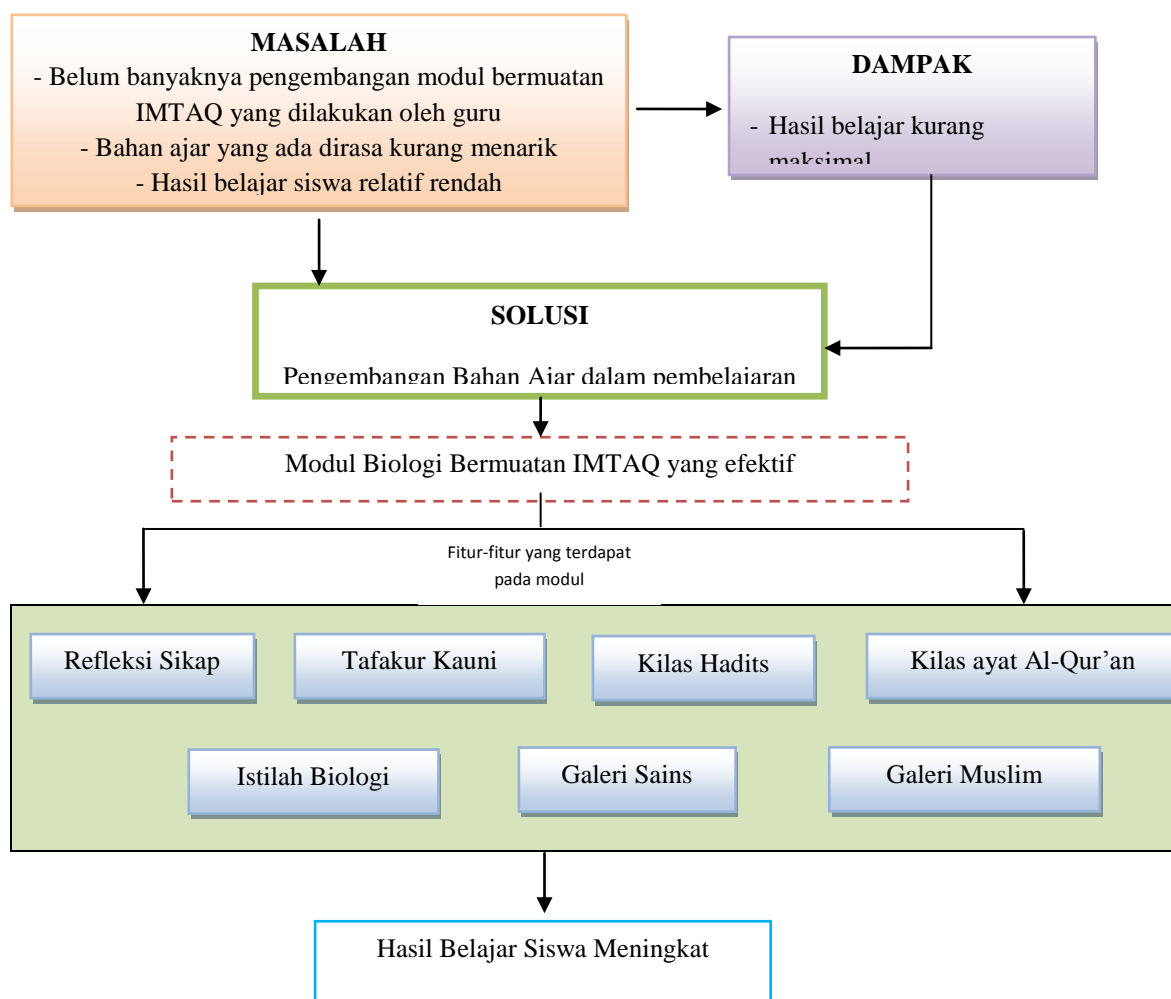 MASALAH
- Belum banyaknya pengembangan modul bermuatan
IMTAQ yang dilakukan oleh guru
- Bahan ajar yang ada dirasa kurang menarik
- Hasil belajar siswa relatif rendah
DAMPAK
- Hasil belajar kurang
maksimal
SOLUSI
Pengembangan Bahan Ajar dalam pembelajaran
Modul Biologi Bermuatan IMTAQ yang efektif
Fitur-fitur yang terdapat
pada modul
Refleksi Sikap
Tafakur Kauni
Kilas Hadits
Kilas ayat Al-Qur’an
Istilah Biologi
Galeri Sains
Galeri Muslim
Hasil Belajar Siswa Meningkat